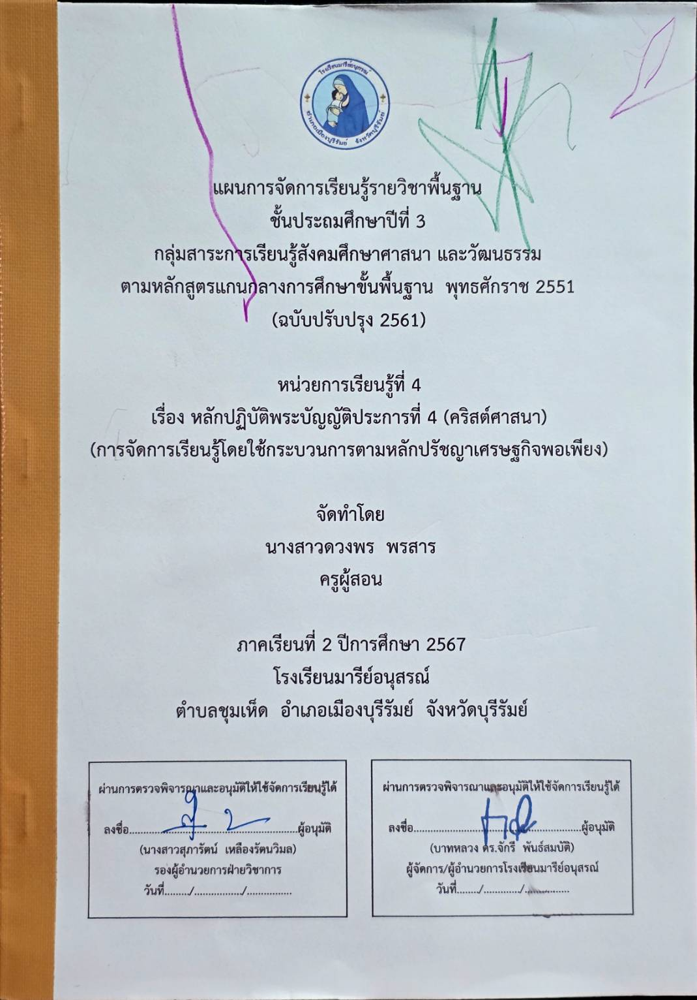 โรงเรียนมารีย์อนุสรณ์
อำเภอเมืองบุรีรัมย์ จังหวัดบุรีรัมย์
แผนการจัดการเรียนรู้รายวิชาพื้นฐาน
ชั้นประถมศึกษาปีที่ 3
กลุ่มสาระการเรียนรู้สังคมศึกษาศาสนา และวัฒนธรรม
ตามหลักสูตรแกนกลางการศึกษาขั้นพื้นฐาน พุทธศักราช 2551
(ฉบับปรับปรุง 2561)
หน่วยการเรียนรู้ที่ 4
เรื่อง หลักปฏิบัติพระบัญญัติประการที่ 4 (คริสต์ศาสนา)
(การจัดการเรียนรู้โดยใช้กระบวนการตามหลักปรัชญาเศรษฐกิจพอเพียง)
จัดทำโดย
นางสาวดวงพร พรสาร
ครูผู้สอน
ภาคเรียนที่ 2 ปีการศึกษา 2567
โรงเรียนมารีย์อนุสรณ์
ตำบลชุมเห็ด อำเภอเมืองบุรีรัมย์ จังหวัดบุรีรัมย์
ผ่านการตรวจพิจารณาและอนุมัติให้ใช้จัดการเรียนรู้ได้
ลงชื่อ..................................................ผู้อนุมัติ
(นางสาวสุภารัตน์ เหลืองรัตนวิมล)
รองผู้อำนวยการฝ่ายวิชาการ
วันที่......../................/...............
ผ่านการตรวจพิจารณาและอนุมัติให้ใช้จัดการเรียนรู้ได้
ลงชื่อ..................................................ผู้อนุมัติ
(บาทหลวง ดร.จักรี พันธ์สมบัติ)
ผู้จัดการ/ผู้อำนวยการโรงเรียนมารีย์อนุสรณ์
วันที่......./............./...............